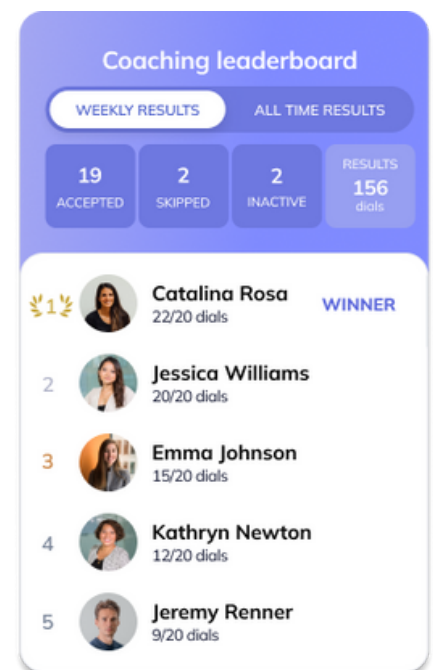 Coaching leaderboard
WEEKLY RESULTS ALL TIME RESULTS
19 ACCEPTED
2 SKIPPED
2 INACTIVE
RESULTS 156 dials
1
Catalina Rosa
22/20 dials
WINNER
2
Jessica Williams
20/20 dials
3
Emma Johnson
15/20 dials
4
Kathryn Newton
12/20 dials
5
Jeremy Renner
9/20 dials